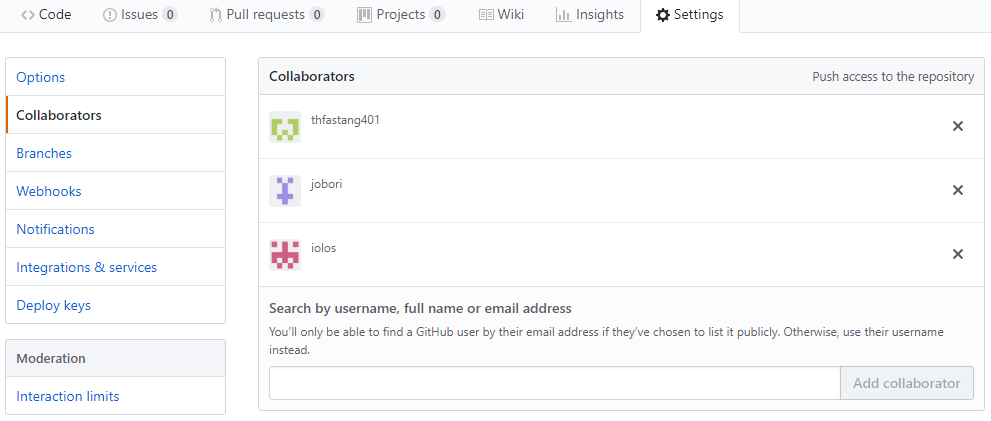 Code Issues 0 Pull requests 0 Projects 0 Wiki Insights Settings
Options
Collaborators
Branches
Webhooks
Notifications
Integrations & services
Deploy keys
Moderation
Interaction limits
Collaborators Push access to the repository
thfastang401
jobori
iolos
Search by username, full name or email address
You’ll only be able to find a GitHub user by their email address if they’ve chosen to list it publicly. Otherwise, use their username
instead.
Add collaborator